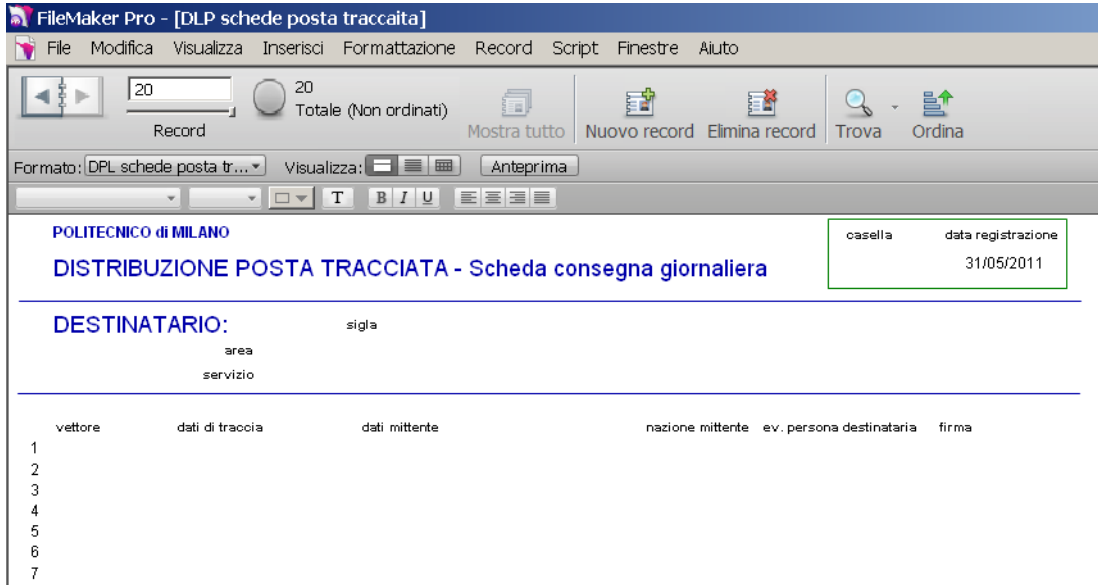 FileMaker Pro - [DLP schede posta traccaita]
File Modifica Visualizza Inserisci Formattazione Record Script Finestre Aiuto
20
20
Totale (Non ordinati)
Record
Mostra tutto Nuovo record Elimina record Trova Ordina
Formato: DPL schede posta tr... Visualizza: Anteprima
T B I U
POLITECNICO di MILANO
casella data registrazione
DISTRIBUZIONE POSTA TRACCIATA - Scheda consegna giornaliera
31/05/2011
DESTINATARIO: sigla
area
servizio
vettore dati di traccia dati mittente nazione mittente ev. persona destinataria firma
1
2
3
4
5
6
7